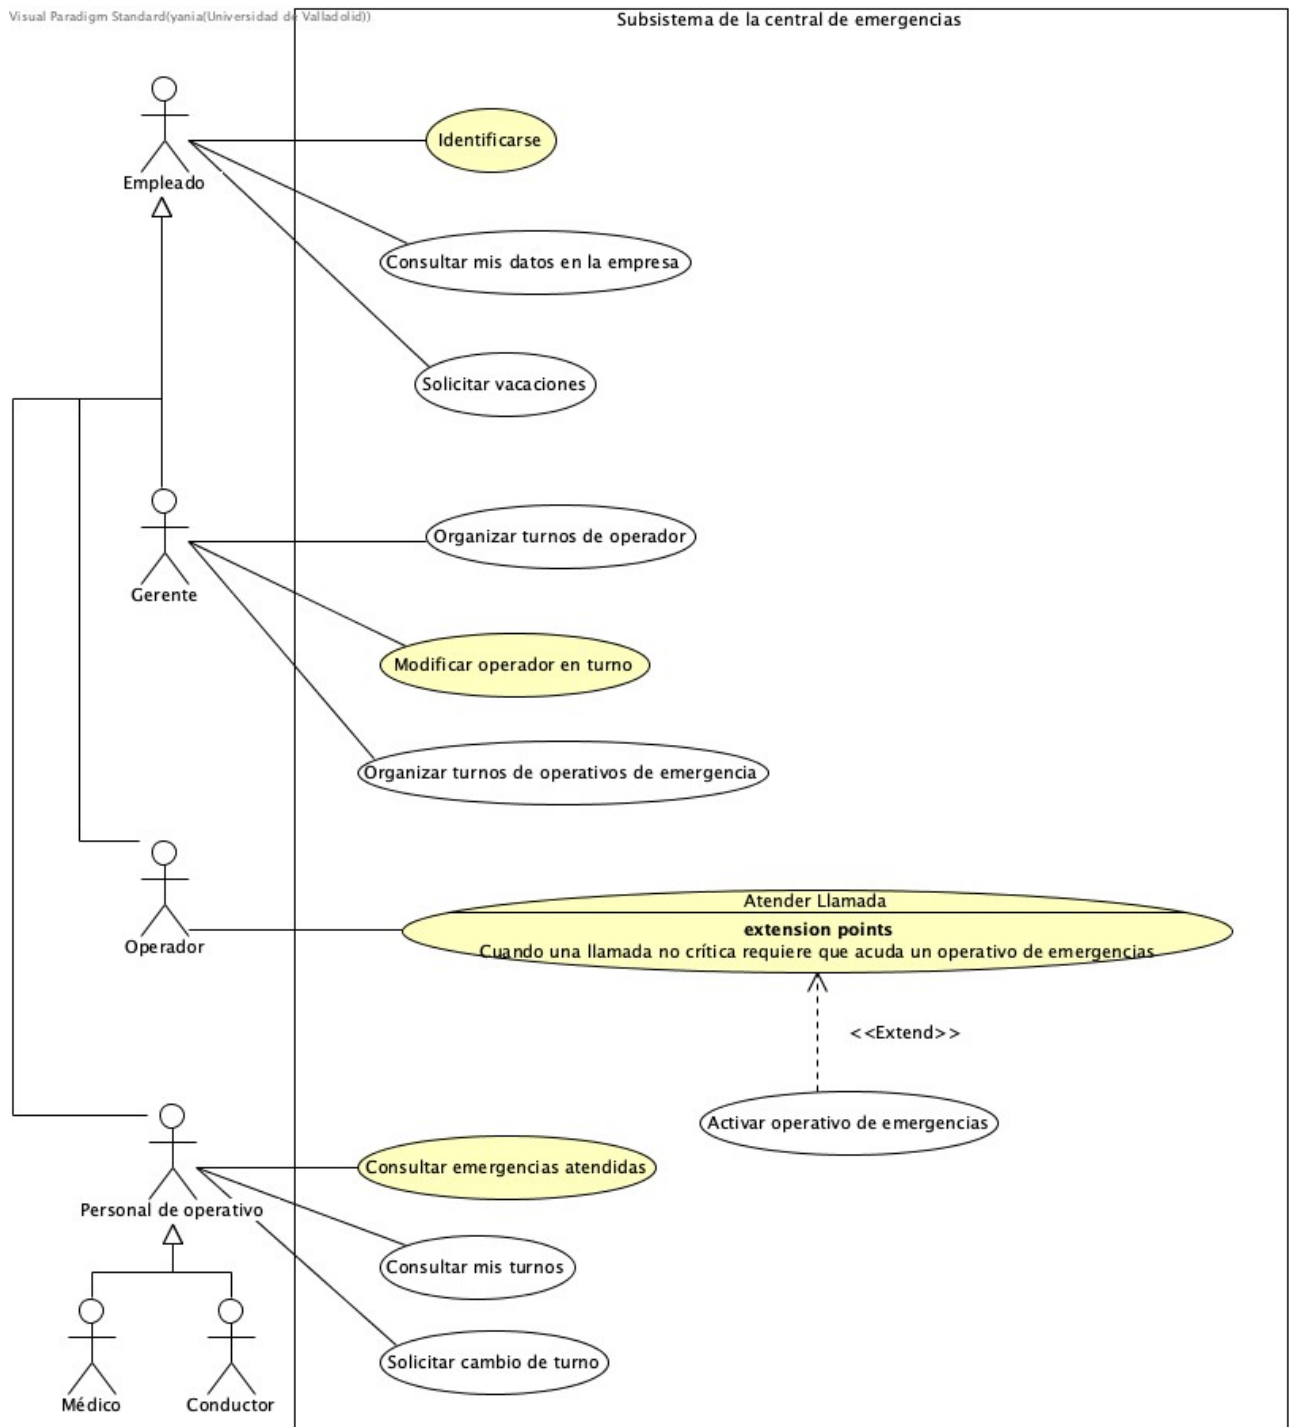 Visual Paradigm Standard(yania(Universidad de Valladolid))
Subsistema de la central de emergencias
Identificarse
Empleado
Consultar mis datos en la empresa
Solicitar vacaciones
Organizar turnos de operador
Gerente
Modificar operador en turno
Organizar turnos de operativos de emergencia
Atender Llamada
extension points
Cuando una llamada no crítica requiere que acuda un operativo de emergencias
Operador
<<Extend>>
Activar operativo de emergencias
Consultar emergencias atendidas
Personal de operativo
Consultar mis turnos
Solicitar cambio de turno
Médico
Conductor